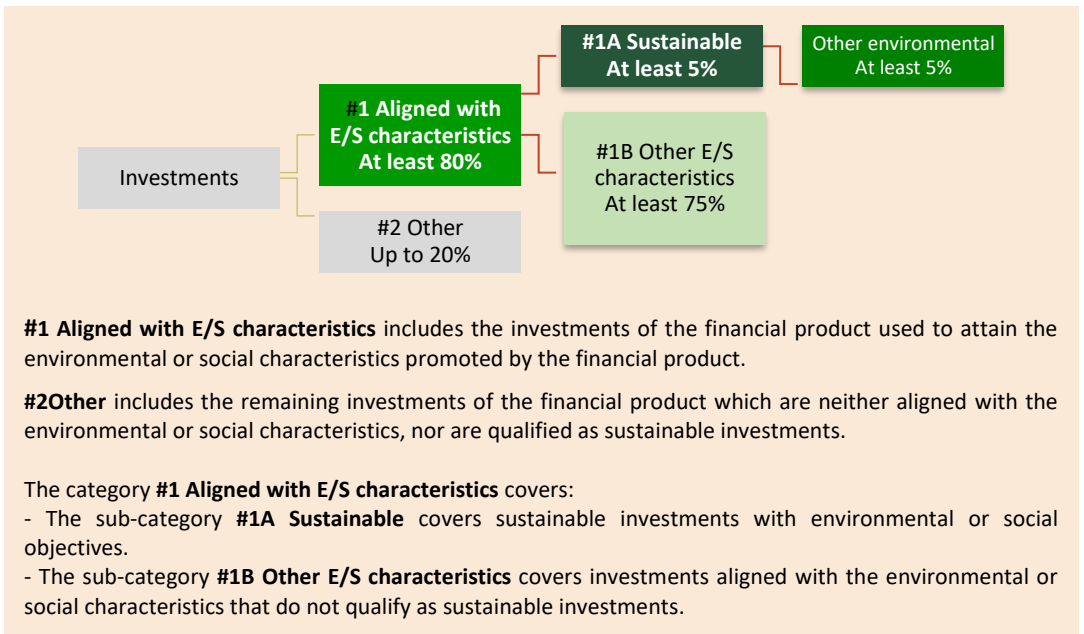 #1A Sustainable
At least 5%
Other environmental
At least 5%
#1 Aligned with
E/S characteristics
At least 80%
#1B Other E/S
characteristics
At least 75%
Investments
#2 Other
Up to 20%
#1 Aligned with E/S characteristics includes the investments of the financial product used to attain the
environmental or social characteristics promoted by the financial product.
#2Other includes the remaining investments of the financial product which are neither aligned with the
environmental or social characteristics, nor are qualified as sustainable investments.
The category #1 Aligned with E/S characteristics covers:
- The sub-category #1A Sustainable covers sustainable investments with environmental or social
objectives.
- The sub-category #1B Other E/S characteristics covers investments aligned with the environmental or
social characteristics that do not qualify as sustainable investments.